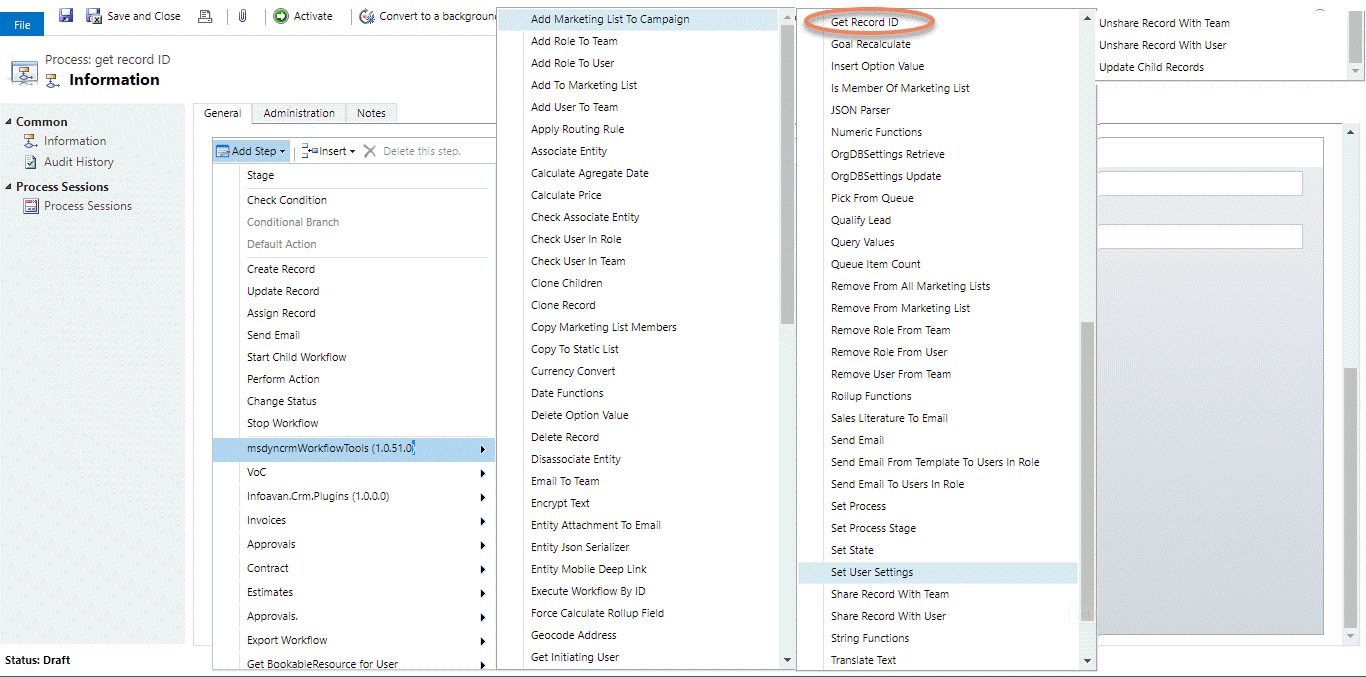 File
Save and Close
Activate
Convert to a backgroun
Process: get record ID
Information
Common
Information
Audit History
Process Sessions
Process Sessions
Status: Draft
General
Administration
Notes
Add Step
Insert
Delete this step.
Stage
Check Condition
Conditional Branch
Default Action
Create Record
Update Record
Assign Record
Send Email
Start Child Workflow
Perform Action
Change Status
Stop Workflow
msdyncrmWorkflowTools (1.0.51.0)
VoC
Infoavan.Crm.Plugins (1.0.0.0)
Invoices
Approvals
Contract
Estimates
Approvals.
Export Workflow
Get BookableResource for User
Add Marketing List To Campaign
Add Role To Team
Add Role To User
Add To Marketing List
Add User To Team
Apply Routing Rule
Associate Entity
Calculate Agregate Date
Calculate Price
Check Associate Entity
Check User In Role
Check User In Team
Clone Children
Clone Record
Copy Marketing List Members
Copy To Static List
Currency Convert
Date Functions
Delete Option Value
Delete Record
Disassociate Entity
Email To Team
Encrypt Text
Entity Attachment To Email
Entity Json Serializer
Entity Mobile Deep Link
Execute Workflow By ID
Force Calculate Rollup Field
Geocode Address
Get Initiating User
Get Record ID
Goal Recalculate
Insert Option Value
Is Member Of Marketing List
JSON Parser
Numeric Functions
OrgDBSettings Retrieve
OrgDBSettings Update
Pick From Queue
Qualify Lead
Query Values
Queue Item Count
Remove From All Marketing Lists
Remove From Marketing List
Remove Role From Team
Remove Role From User
Remove User From Team
Rollup Functions
Sales Literature To Email
Send Email
Send Email From Template To Users In Role
Send Email To Users In Role
Set Process
Set Process Stage
Set State
Set User Settings
Share Record With Team
Share Record With User
String Functions
Translate Text
Unshare Record With Team
Unshare Record With User
Update Child Records